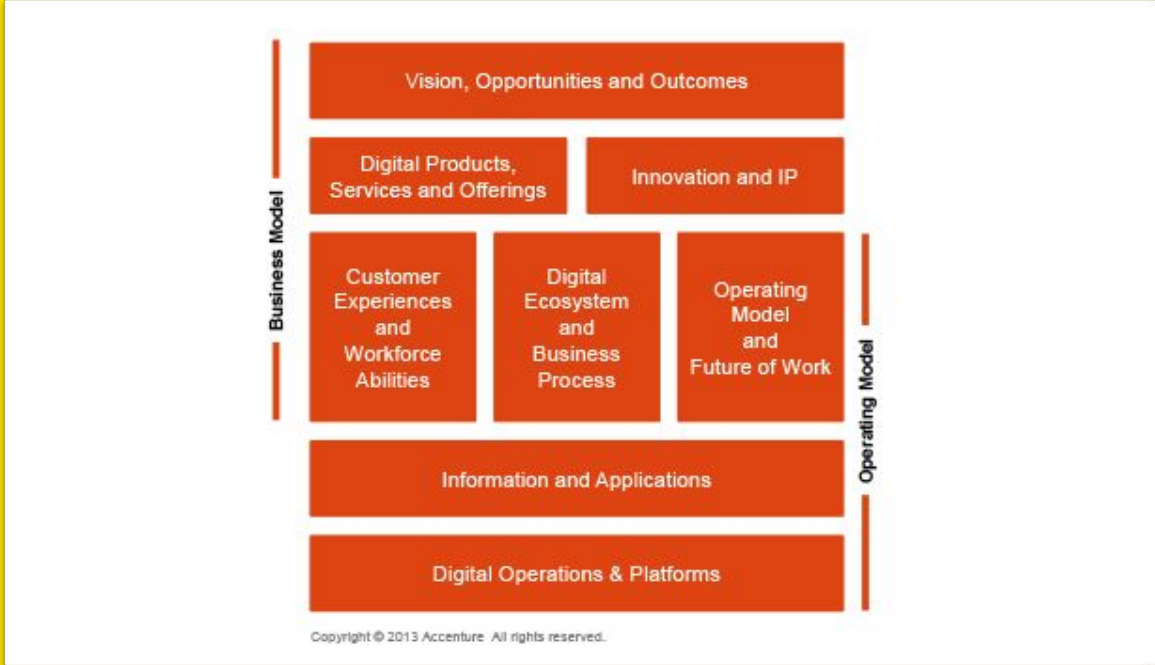 Vision, Opportunities and Outcomes
Digital Products,
Services and Offerings
Innovation and IP
Business Model
Customer
Experiences
and
Workforce
Abilities
Digital
Ecosystem
and
Business
Process
Operating
Model
and
Future of Work
Operating Model
Information and Applications
Digital Operations & Platforms
Copyright © 2013 Accenture All rights reserved.